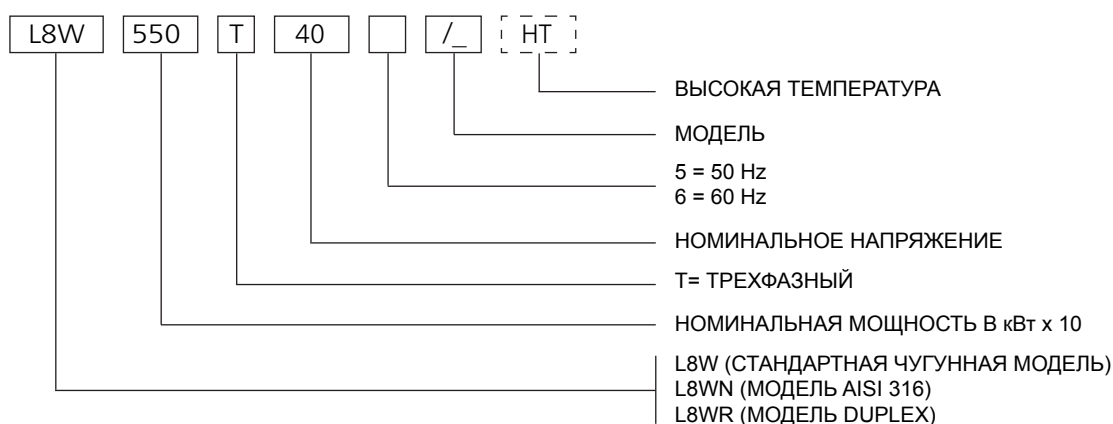 L8W 550 T 40 /_ HT
ВЫСОКАЯ ТЕМПЕРАТУРА
МОДЕЛЬ
5 = 50 Hz
6 = 60 Hz
НОМИНАЛЬНОЕ НАПРЯЖЕНИЕ
T= ТРЕХФАЗНЫЙ
НОМИНАЛЬНАЯ МОЩНОСТЬ В кВт x 10
L8W (СТАНДАРТНАЯ ЧУГУННАЯ МОДЕЛЬ)
L8WN (МОДЕЛЬ AISI 316)
L8WR (МОДЕЛЬ DUPLEX)